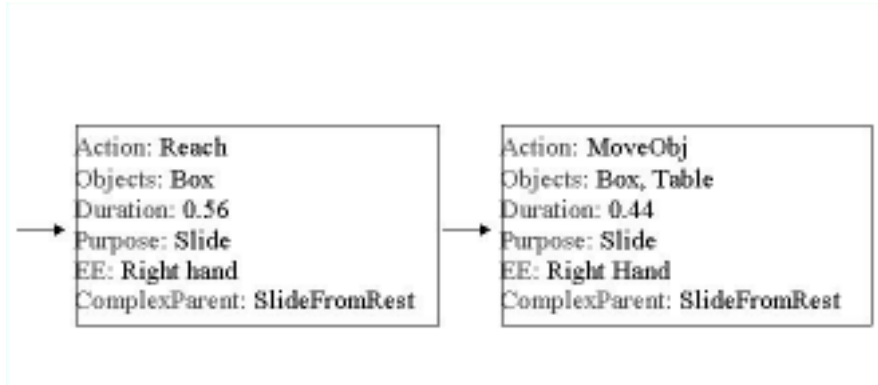 Action: Reach
Objects: Box
Duration: 0.56
Purpose: Slide
EE: Right hand
ComplexParent: SlideFromRest
Action: MoveObj
Objects: Box, Table
Duration: 0.44
Purpose: Slide
EE: Right Hand
ComplexParent: SlideFromRest